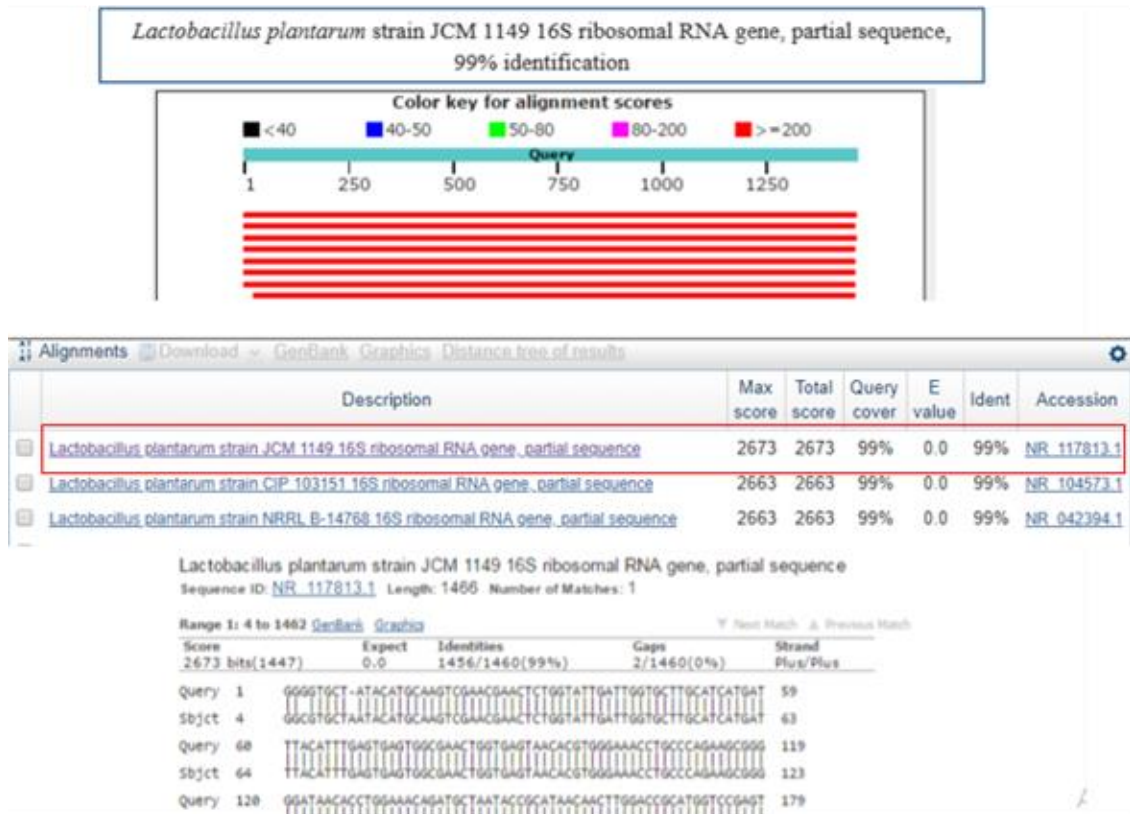 Lactobacillus plantarum strain JCM 1149 16S ribosomal RNA gene, partial sequence,
99% identification
Color key for alignment scores
<40 40-50 50-80 80-200 >=200
Query
1 250 500 750 1000 1250
Alignments Download GenBank Graphics Distance tree of results
Description Max score Total score Query cover E value Ident Accession
Lactobacillus plantarum strain JCM 1149 16S ribosomal RNA gene, partial sequence 2673 2673 99% 0.0 99% NR_117813.1
Lactobacillus plantarum strain CIP 103151 16S ribosomal RNA gene, partial sequence 2663 2663 99% 0.0 99% NR_104573.1
Lactobacillus plantarum strain NRRL B-14768 16S ribosomal RNA gene, partial sequence 2663 2663 99% 0.0 99% NR_042394.1
Lactobacillus plantarum strain JCM 1149 16S ribosomal RNA gene, partial sequence
Sequence ID: NR_117813.1 Length: 1466 Number of Matches: 1
Range 1: 4 to 1462 GenBank Graphics Next Match Previous Match
Score Expect Identities Gaps Strand
2673 bits(1447) 0.0 1456/1460(99%) 2/1460(0%) Plus/Plus
Query 1 GGGGTGCT-ATACATGCAAGTCGAACGAACTCTGGTATTGATTGGTGCTTGCATCATGAT 59
Sbjct 4 GGCGTGCTAATACATGCAAGTCGAACGAACTCTGGTATTGATTGGTGCTTGCATCATGAT 63
Query 60 TTACATTTGAGTGAGTGGCGAACTGGTGAGTAACACGTGGGAAACCTGCCCAGAAGCGGG 119
Sbjct 64 TTACATTTGAGTGAGTGGCGAACTGGTGAGTAACACGTGGGAAACCTGCCCAGAAGCGGG 123
Query 120 GGATAACACCTGGAAACAGATGCTAATACCGCATAACAACTTGGACCGCATGGTCCGAGT 179